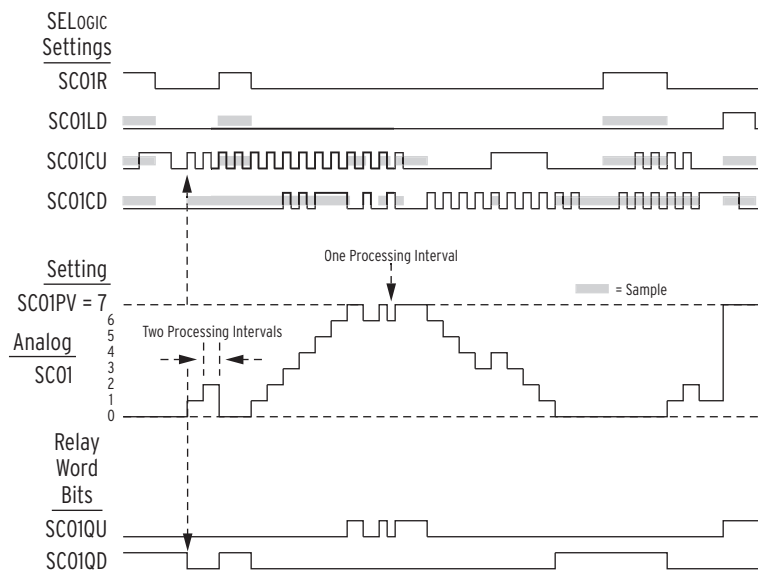 SELOGIC
Settings
SC01R
SC01LD
SC01CU
SC01CD
Setting
SC01PV = 7
One Processing Interval
= Sample
6
5
4
3
2
1
0
Two Processing Intervals
Analog
SC01
Relay
Word
Bits
SC01QU
SC01QD